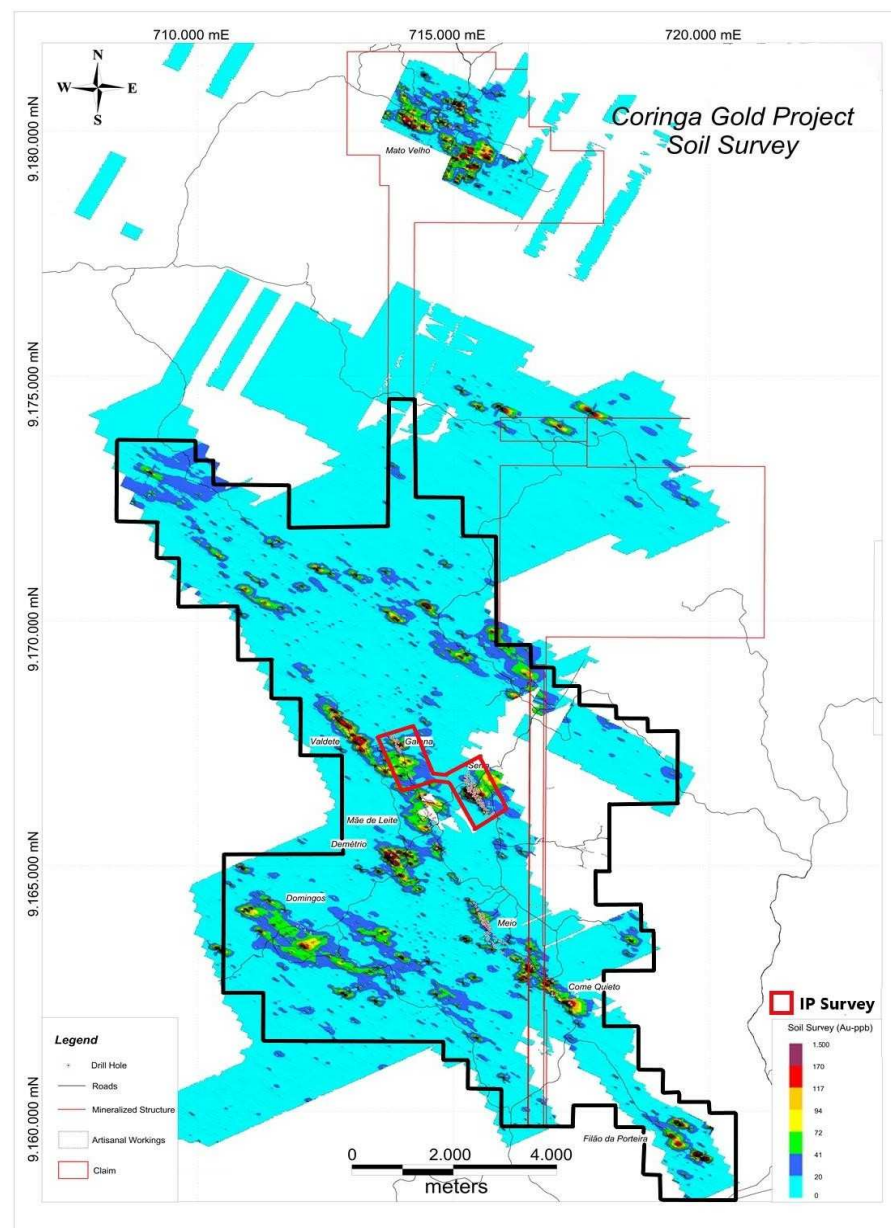 710.000 mE 715.000 mE 720.000 mE
N
W E
S
Coringa Gold Project
Soil Survey
9.180.000 mN
Mato Velho
9.175.000 mN
9.170.000 mN
Valdete
Galena
Serra
Mãe de Leite
Demétrio
9.165.000 mN
Domingos
Meio
Come Quieto
IP Survey
Legend
Drill Hole
Roads
Mineralized Structure
Artisanal Workings
Claim
Soil Survey (Au-ppb)
1.500
170
117
94
72
41
20
0
9.160.000 mN
Filão da Porteira
0 2.000 4.000
meters